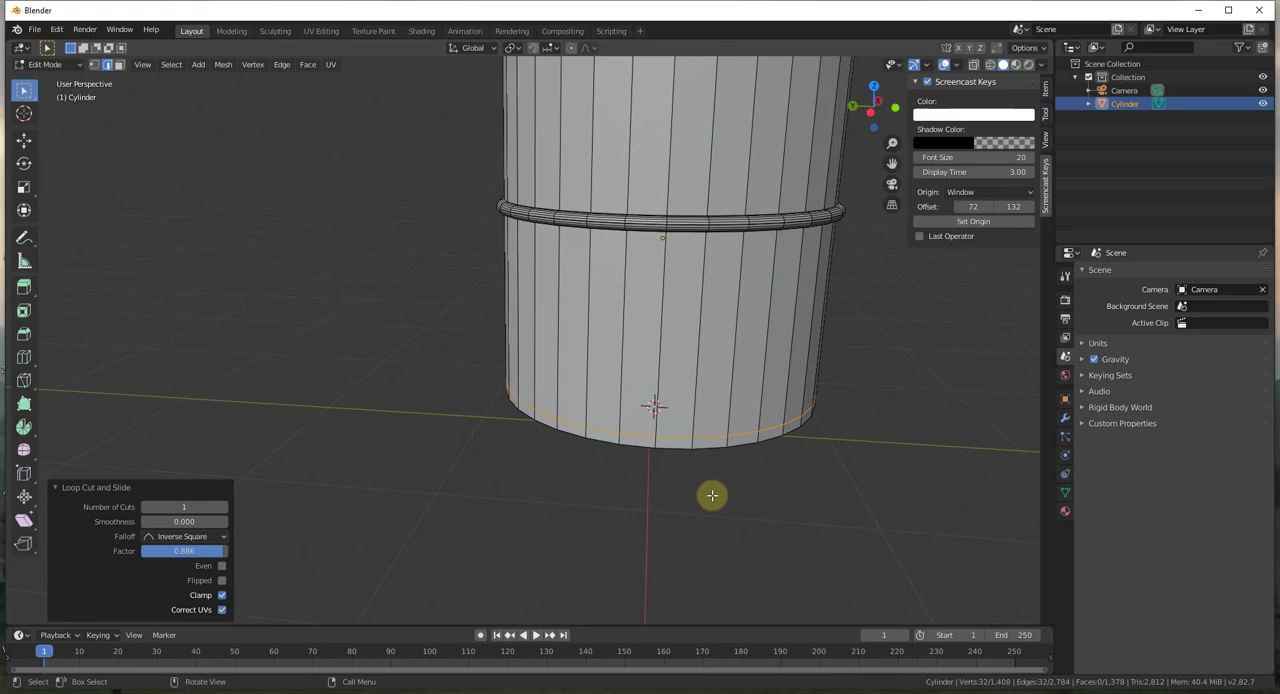 Blender
File Edit Render Window Help Layout Modeling Sculpting UV Editing Texture Paint Shading Animation Rendering Compositing Scripting + Scene View Layer
Global Options
X Y Z
Edit Mode View Select Add Mesh Vertex Edge Face UV
User Perspective
(1) Cylinder
Z
Y
X
Screencast Keys
Color:
Shadow Color:
Font Size 20
Display Time 3.00
Origin: Window
Offset: 72 132
Set Origin
Last Operator
Item
Tool
View
Screencast Keys
Scene Collection
Collection
Camera
Cylinder
Scene
Scene
Camera Camera
Background Scene
Active Clip
Units
Gravity
Keying Sets
Audio
Rigid Body World
Custom Properties
Loop Cut and Slide
Number of Cuts 1
Smoothness 0.000
Falloff Inverse Square
Factor 0.886
Even
Flipped
Clamp
Correct UVs
Playback Keying View Marker 1 Start 1 End 250
1 10 20 30 40 50 60 70 80 90 100 110 120 130 140 150 160 170 180 190 200 210 220 230 240 250
Select Box Select Rotate View Call Menu Cylinder | Verts:32/1,408 | Edges:32/2,784 | Faces:0/1,378 | Tris:2,812 | Mem: 40.4 MiB | v2.82.7